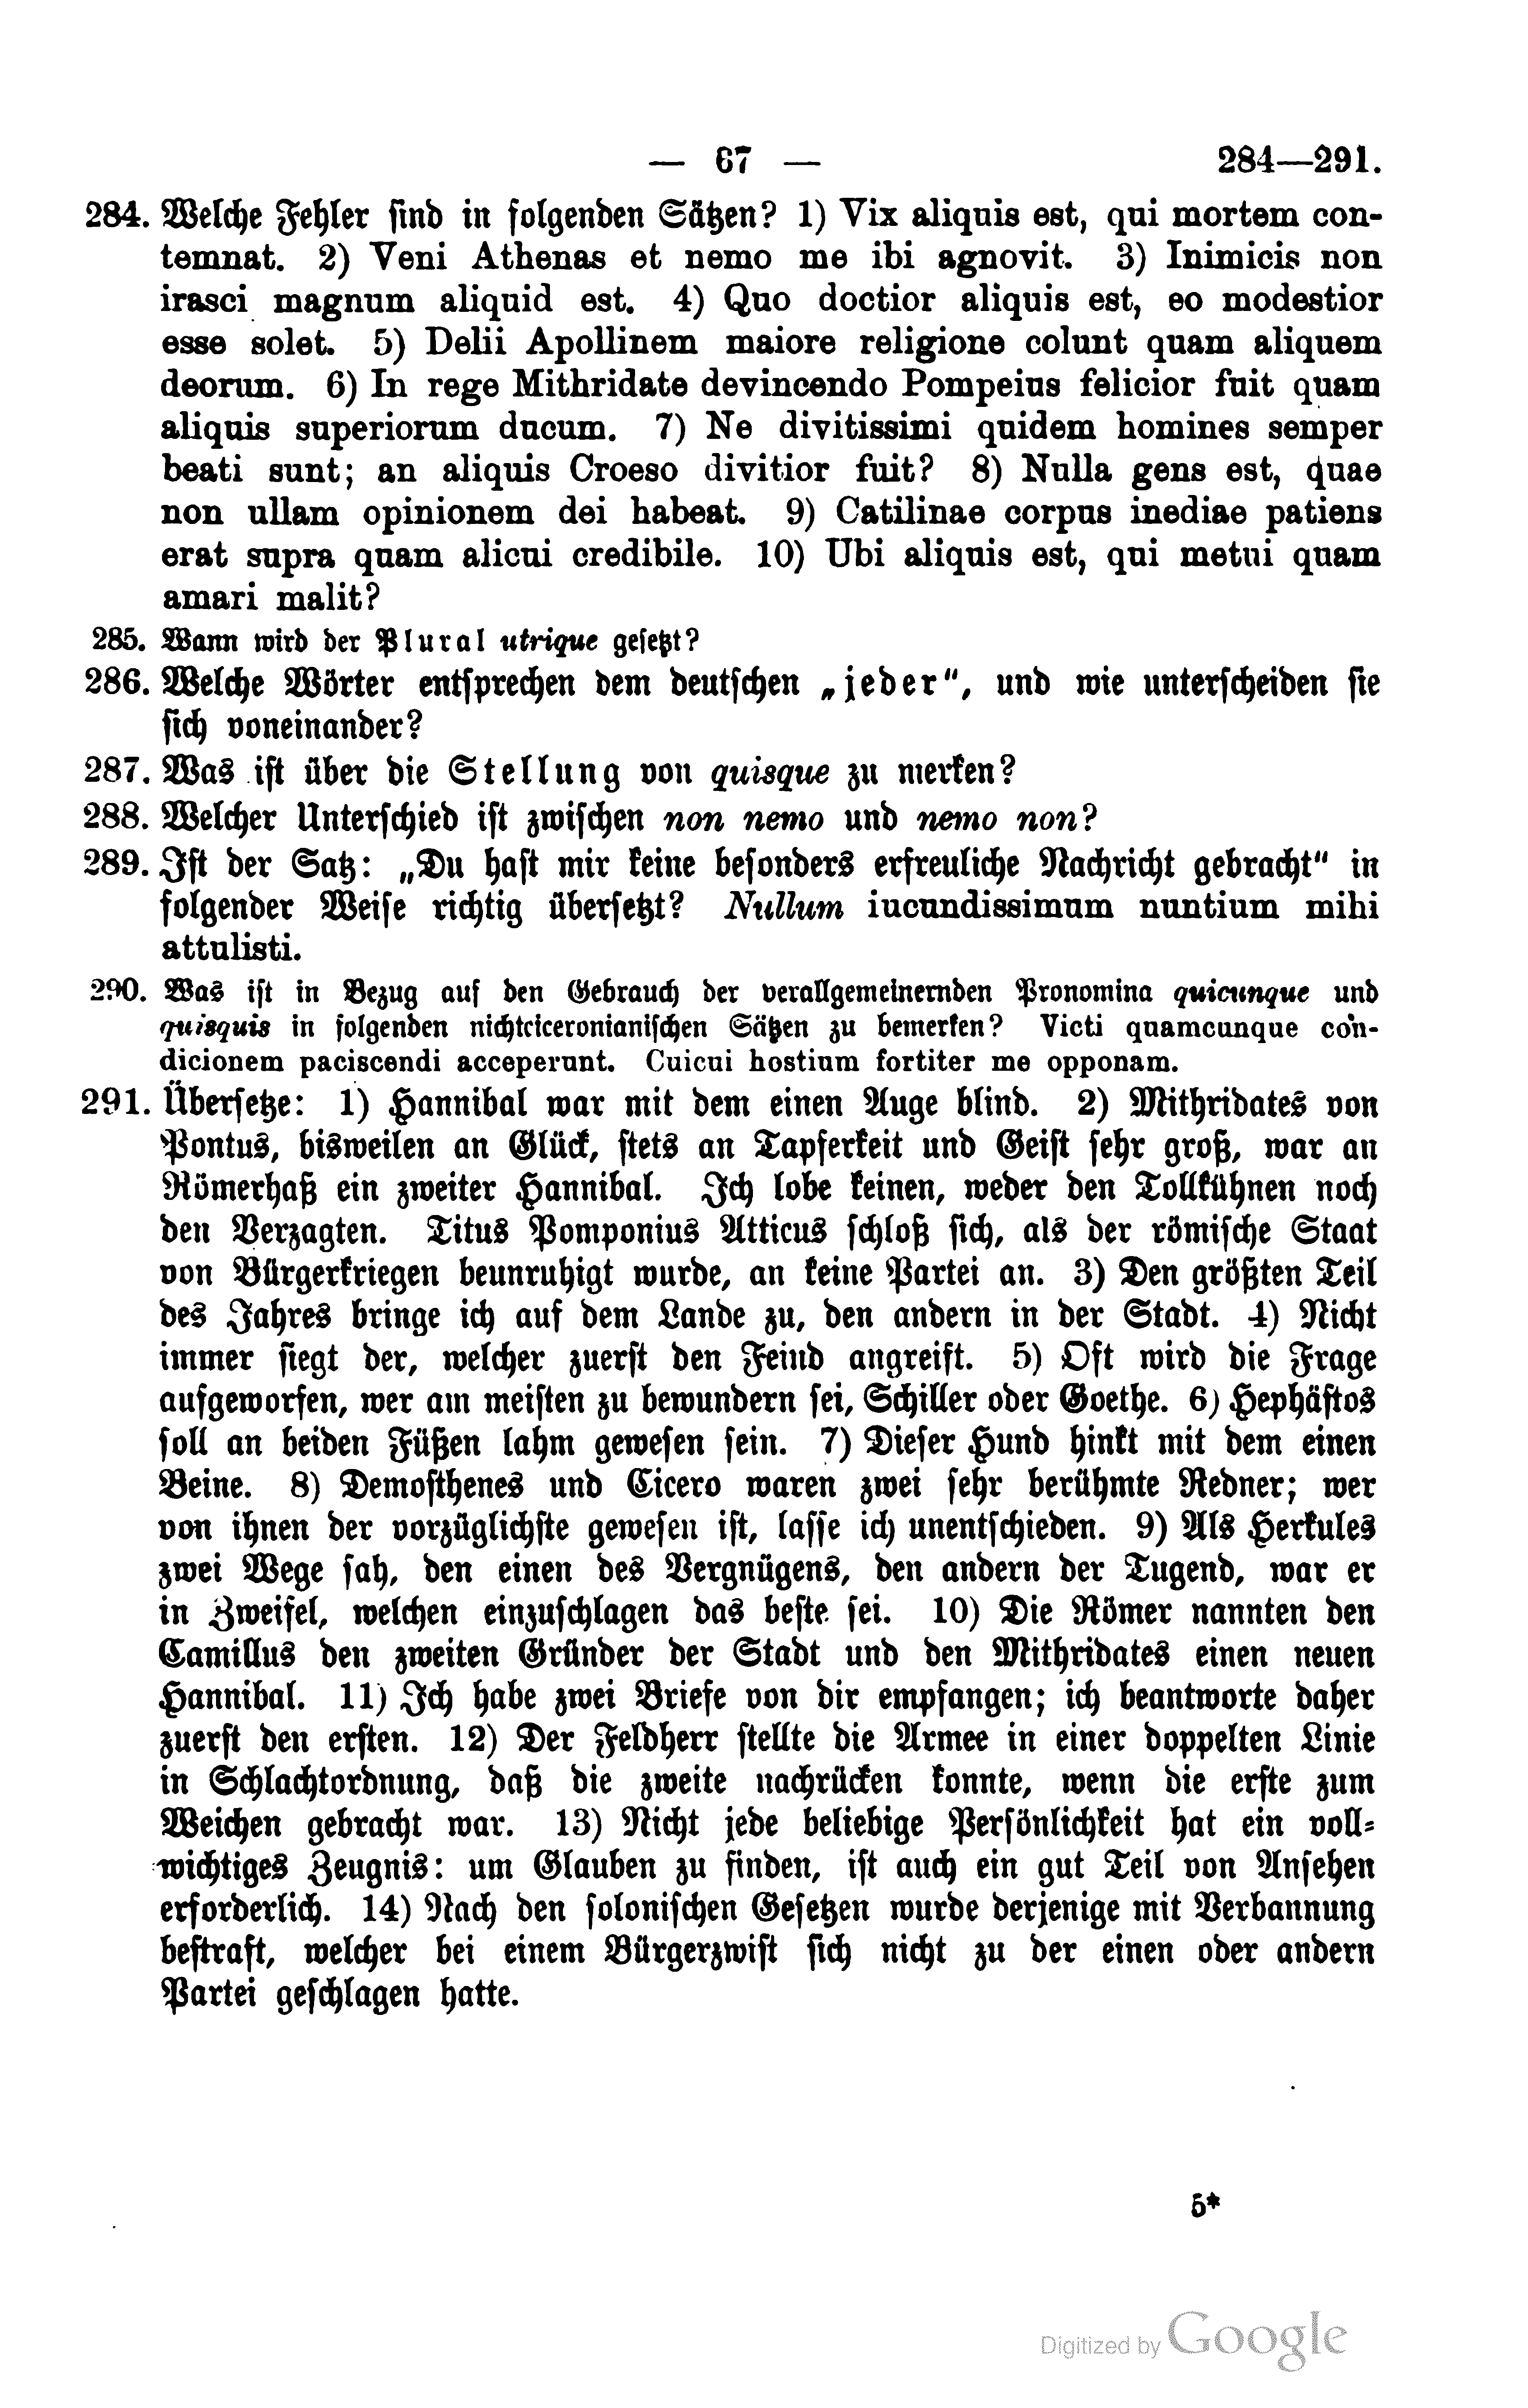 — 67 — 284—291.
284. Welche Fehler sind in folgenden Sätzen? 1) Vix aliquis est, qui mortem con-
temnat. 2) Veni Athenas et nemo me ibi agnovit. 3) Inimicis non
irasci magnum aliquid est. 4) Quo doctior aliquis est, eo modestior
esse solet. 5) Delii Apollinem maiore religione colunt quam aliquem
deorum. 6) In rege Mithridate devincendo Pompeius felicior fuit quam
aliquis superiorum ducum. 7) Ne divitissimi quidem homines semper
beati sunt; an aliquis Croeso divitior fuit? 8) Nulla gens est, quae
non ullam opinionem dei habeat. 9) Catilinae corpus inediae patiens
erat supra quam alicui credibile. 10) Ubi aliquis est, qui metui quam
amari malit?
285. Wann wird der Plural utrique gesetzt?
286. Welche Wörter entsprechen dem deutschen „jeder“, und wie unterscheiden sie
sich voneinander?
287. Was ist über die Stellung von quisque zu merken?
288. Welcher Unterschied ist zwischen non nemo und nemo non?
289. Ist der Satz: „Du hast mir keine besonders erfreuliche Nachricht gebracht“ in
folgender Weise richtig übersetzt? Nullum iucundissimum nuntium mihi
attulisti.
290. Was ist in Bezug auf den Gebrauch der verallgemeinernden Pronomina quicunque und
quisquis in folgenden nichtciceronianischen Sätzen zu bemerken? Victi quamcunque con-
dicionem paciscendi acceperunt. Cuicui hostium fortiter me opponam.
291. Übersetze: 1) Hannibal war mit dem einen Auge blind. 2) Mithridates von
Pontus, bisweilen an Glück, stets an Tapferkeit und Geist sehr groß, war an
Römerhaß ein zweiter Hannibal. Ich lobe keinen, weder den Tollkühnen noch
den Verzagten. Titus Pomponius Atticus schloß sich, als der römische Staat
von Bürgerkriegen beunruhigt wurde, an keine Partei an. 3) Den größten Teil
des Jahres bringe ich auf dem Lande zu, den andern in der Stadt. 4) Nicht
immer siegt der, welcher zuerst den Feind angreift. 5) Oft wird die Frage
aufgeworfen, wer am meisten zu bewundern sei, Schiller oder Goethe. 6) Hephästos
soll an beiden Füßen lahm gewesen sein. 7) Dieser Hund hinkt mit dem einen
Beine. 8) Demosthenes und Cicero waren zwei sehr berühmte Redner; wer
von ihnen der vorzüglichste gewesen ist, lasse ich unentschieden. 9) Als Herkules
zwei Wege sah, den einen des Vergnügens, den andern der Tugend, war er
in Zweifel, welchen einzuschlagen das beste sei. 10) Die Römer nannten den
Camillus den zweiten Gründer der Stadt und den Mithridates einen neuen
Hannibal. 11) Ich habe zwei Briefe von dir empfangen; ich beantworte daher
zuerst den ersten. 12) Der Feldherr stellte die Armee in einer doppelten Linie
in Schlachtordnung, daß die zweite nachrücken konnte, wenn die erste zum
Weichen gebracht war. 13) Nicht jede beliebige Persönlichkeit hat ein voll-
wichtiges Zeugnis: um Glauben zu finden, ist auch ein gut Teil von Ansehen
erforderlich. 14) Nach den solonischen Gesetzen wurde derjenige mit Verbannung
bestraft, welcher bei einem Bürgerzwist sich nicht zu der einen oder andern
Partei geschlagen hatte.
5*
Digitized by Google